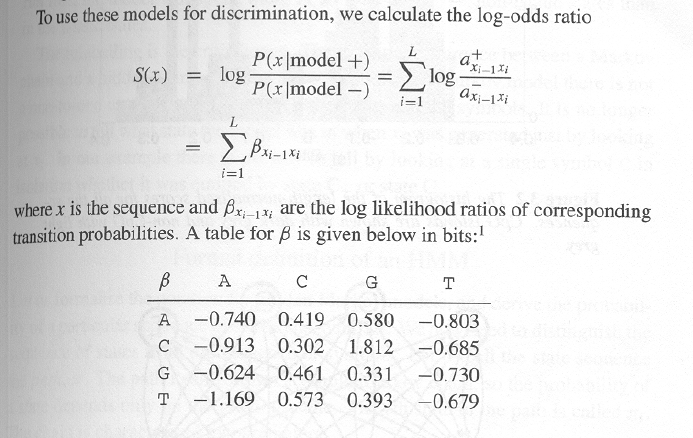 To use these models for discrimination, we calculate the log-odds ratio
S(x) = log P(x|model +) / P(x|model −) = ∑_{i=1}^{L} log a⁺_{x_{i−1}x_i} / a⁻_{x_{i−1}x_i}
= ∑_{i=1}^{L} β_{x_{i−1}x_i}
where x is the sequence and β_{x_{i−1}x_i} are the log likelihood ratios of corresponding
transition probabilities. A table for β is given below in bits:¹
β A C G T
A −0.740 0.419 0.580 −0.803
C −0.913 0.302 1.812 −0.685
G −0.624 0.461 0.331 −0.730
T −1.169 0.573 0.393 −0.679